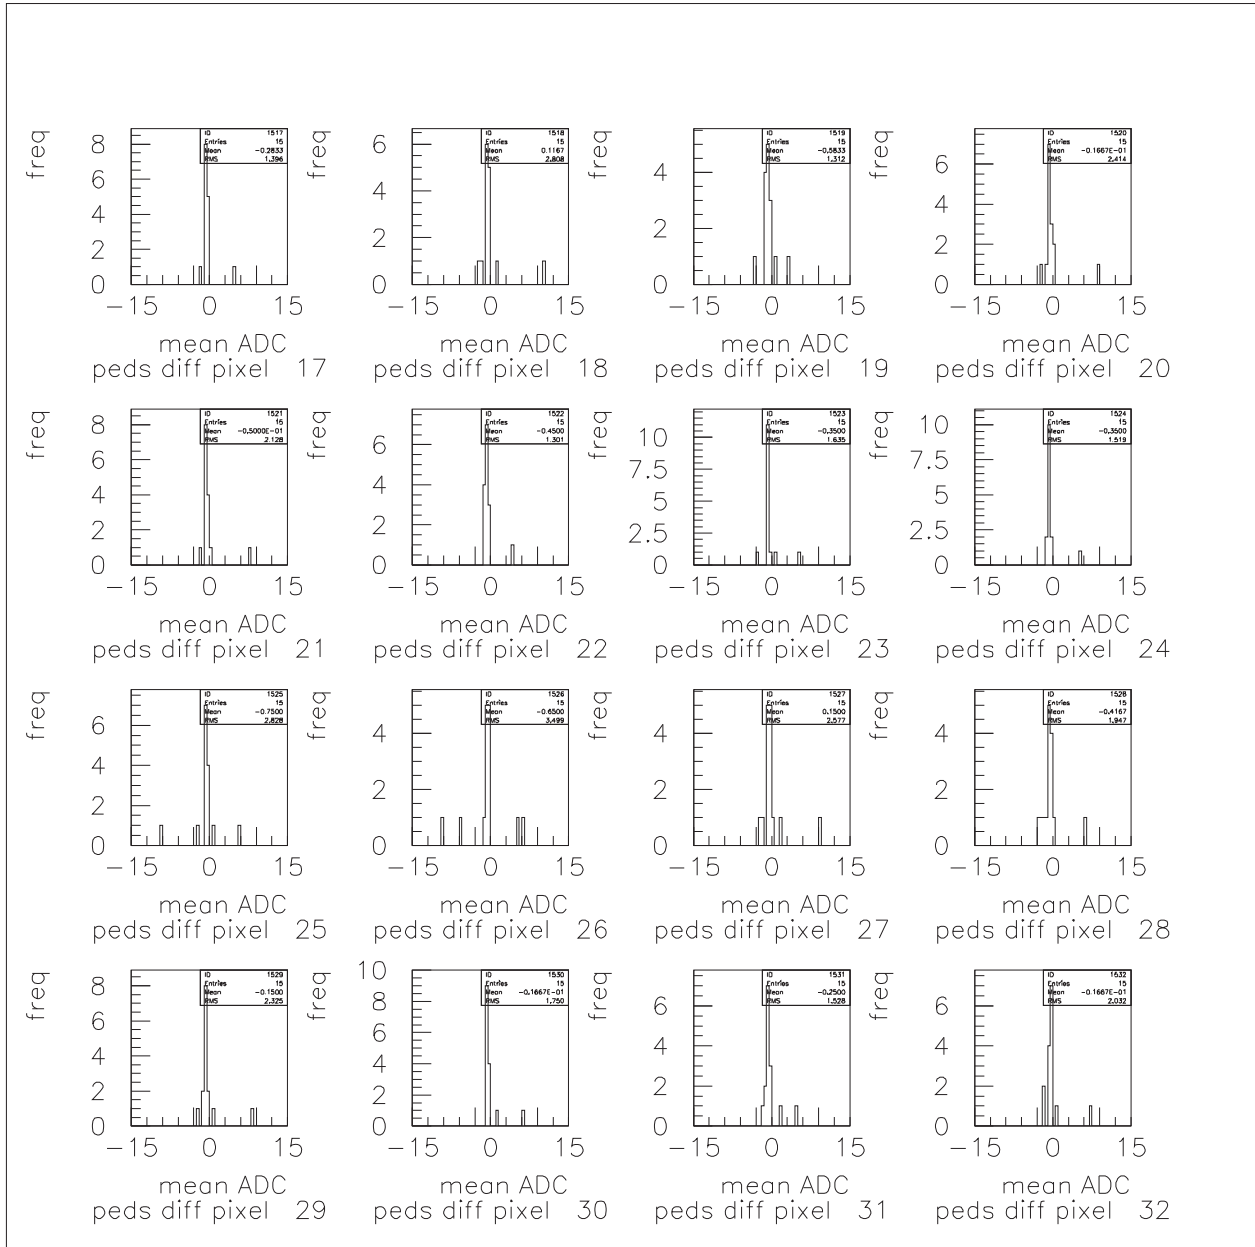 freq
8
6
4
2
0
−15 0 15
ID 1517
Entries 15
Mean −0.2833
RMS 1.396
mean ADC
peds diff pixel 17
freq
6
4
2
0
−15 0 15
ID 1518
Entries 15
Mean 0.1167
RMS 2.808
mean ADC
peds diff pixel 18
freq
4
2
0
−15 0 15
ID 1519
Entries 15
Mean −0.5833
RMS 1.312
mean ADC
peds diff pixel 19
freq
6
4
2
0
−15 0 15
ID 1520
Entries 15
Mean −0.1667E−01
RMS 2.414
mean ADC
peds diff pixel 20
freq
8
6
4
2
0
−15 0 15
ID 1521
Entries 15
Mean −0.5000E−01
RMS 2.128
mean ADC
peds diff pixel 21
freq
6
4
2
0
−15 0 15
ID 1522
Entries 15
Mean −0.4500
RMS 1.301
mean ADC
peds diff pixel 22
freq
10
7.5
5
2.5
0
−15 0 15
ID 1523
Entries 15
Mean −0.3500
RMS 1.635
mean ADC
peds diff pixel 23
freq
10
7.5
5
2.5
0
−15 0 15
ID 1524
Entries 15
Mean −0.3500
RMS 1.519
mean ADC
peds diff pixel 24
freq
6
4
2
0
−15 0 15
ID 1525
Entries 15
Mean −0.7500
RMS 2.828
mean ADC
peds diff pixel 25
freq
4
2
0
−15 0 15
ID 1526
Entries 15
Mean −0.6500
RMS 3.499
mean ADC
peds diff pixel 26
freq
4
2
0
−15 0 15
ID 1527
Entries 15
Mean 0.1500
RMS 2.577
mean ADC
peds diff pixel 27
freq
4
2
0
−15 0 15
ID 1528
Entries 15
Mean −0.4167
RMS 1.947
mean ADC
peds diff pixel 28
freq
8
6
4
2
0
−15 0 15
ID 1529
Entries 15
Mean −0.1500
RMS 2.325
mean ADC
peds diff pixel 29
freq
10
8
6
4
2
0
−15 0 15
ID 1530
Entries 15
Mean −0.1667E−01
RMS 1.750
mean ADC
peds diff pixel 30
freq
6
4
2
0
−15 0 15
ID 1531
Entries 15
Mean −0.2500
RMS 1.528
mean ADC
peds diff pixel 31
freq
6
4
2
0
−15 0 15
ID 1532
Entries 15
Mean −0.1667E−01
RMS 2.032
mean ADC
peds diff pixel 32